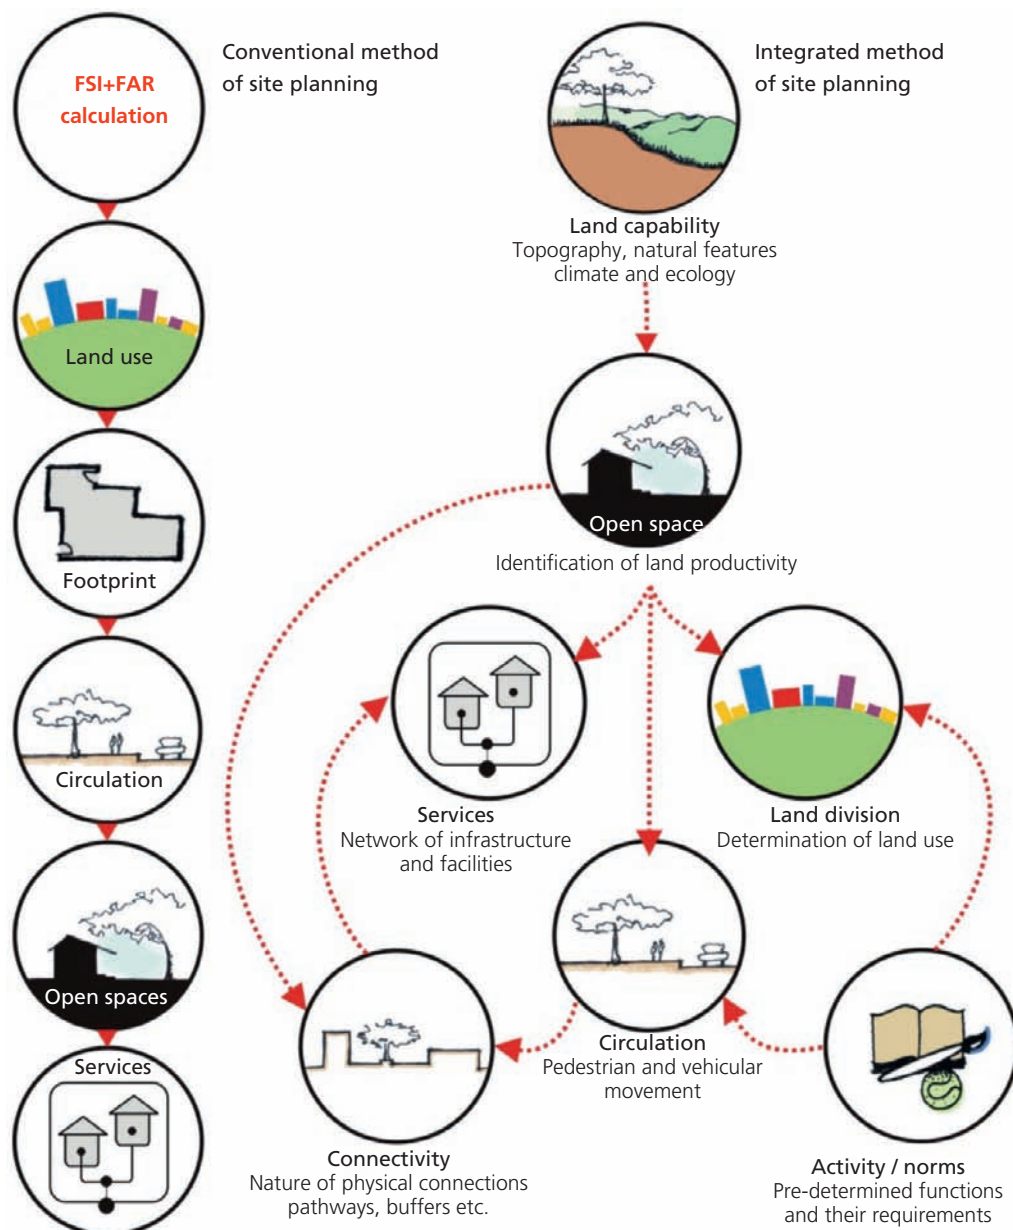 Conventional method
of site planning
FSI+FAR
calculation
Land use
Footprint
Circulation
Open spaces
Services
Integrated method
of site planning
Land capability
Topography, natural features
climate and ecology
Open space
Identification of land productivity
Services
Network of infrastructure
and facilities
Land division
Determination of land use
Circulation
Pedestrian and vehicular
movement
Connectivity
Nature of physical connections
pathways, buffers etc.
Activity / norms
Pre-determined functions
and their requirements